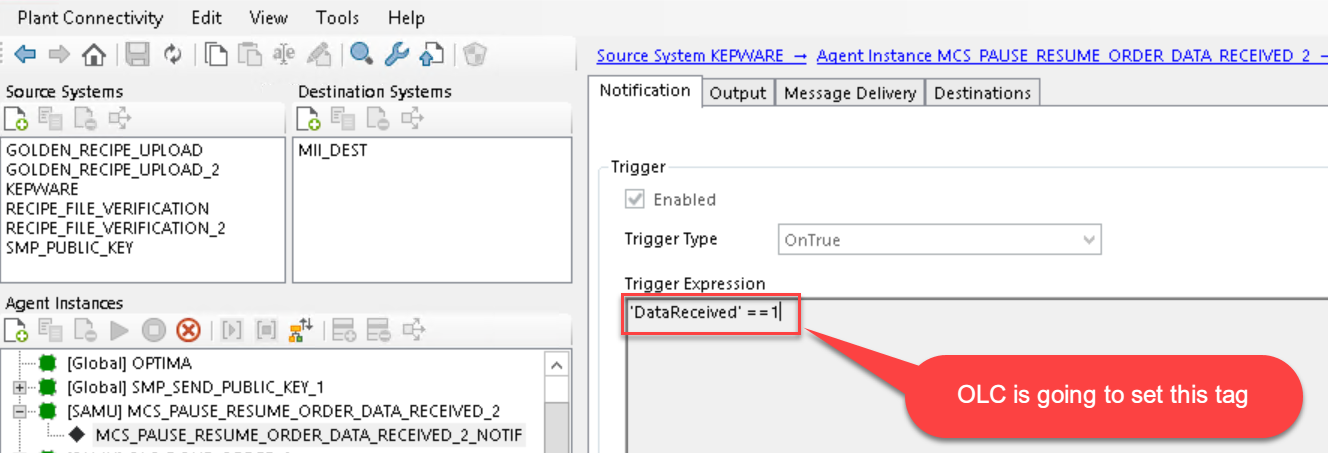 Plant Connectivity Edit View Tools Help
Source System KEPWARE → Agent Instance MCS_PAUSE_RESUME_ORDER_DATA_RECEIVED_2 →
Source Systems
GOLDEN_RECIPE_UPLOAD
GOLDEN_RECIPE_UPLOAD_2
KEPWARE
RECIPE_FILE_VERIFICATION
RECIPE_FILE_VERIFICATION_2
SMP_PUBLIC_KEY
Destination Systems
MII_DEST
Agent Instances
[Global] OPTIMA
[Global] SMP_SEND_PUBLIC_KEY_1
[SAMU] MCS_PAUSE_RESUME_ORDER_DATA_RECEIVED_2
MCS_PAUSE_RESUME_ORDER_DATA_RECEIVED_2_NOTIF
Notification Output Message Delivery Destinations
Trigger
Enabled
Trigger Type OnTrue
Trigger Expression
'DataReceived' ==1
OLC is going to set this tag